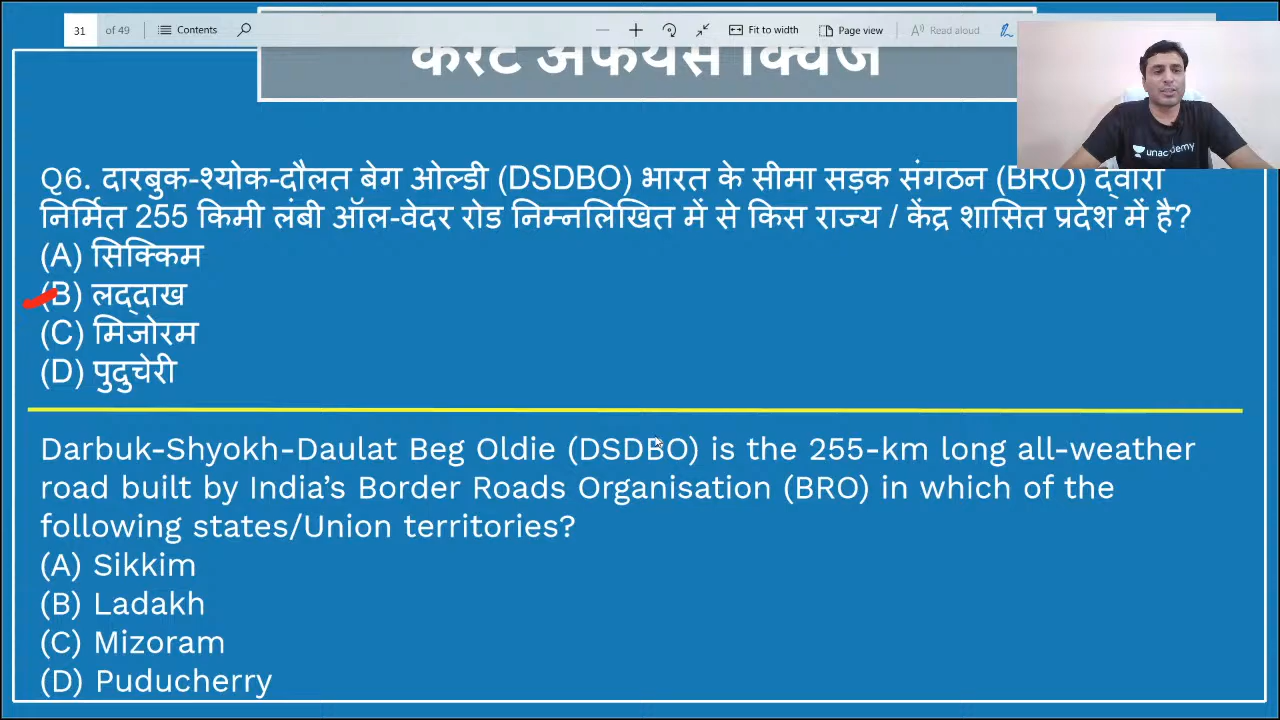 31 of 49 Contents Fit to width Page view Read aloud
करंट अफेयर्स क्विज
unacademy
Q6. दारबुक-श्योक-दौलत बेग ओल्डी (DSDBO) भारत के सीमा सड़क संगठन (BRO) द्वारा
निर्मित 255 किमी लंबी ऑल-वेदर रोड निम्नलिखित में से किस राज्य / केंद्र शासित प्रदेश में है?
(A) सिक्किम
(B) लद्दाख
(C) मिजोरम
(D) पुदुचेरी
Darbuk-Shyokh-Daulat Beg Oldie (DSDBO) is the 255-km long all-weather
road built by India’s Border Roads Organisation (BRO) in which of the
following states/Union territories?
(A) Sikkim
(B) Ladakh
(C) Mizoram
(D) Puducherry